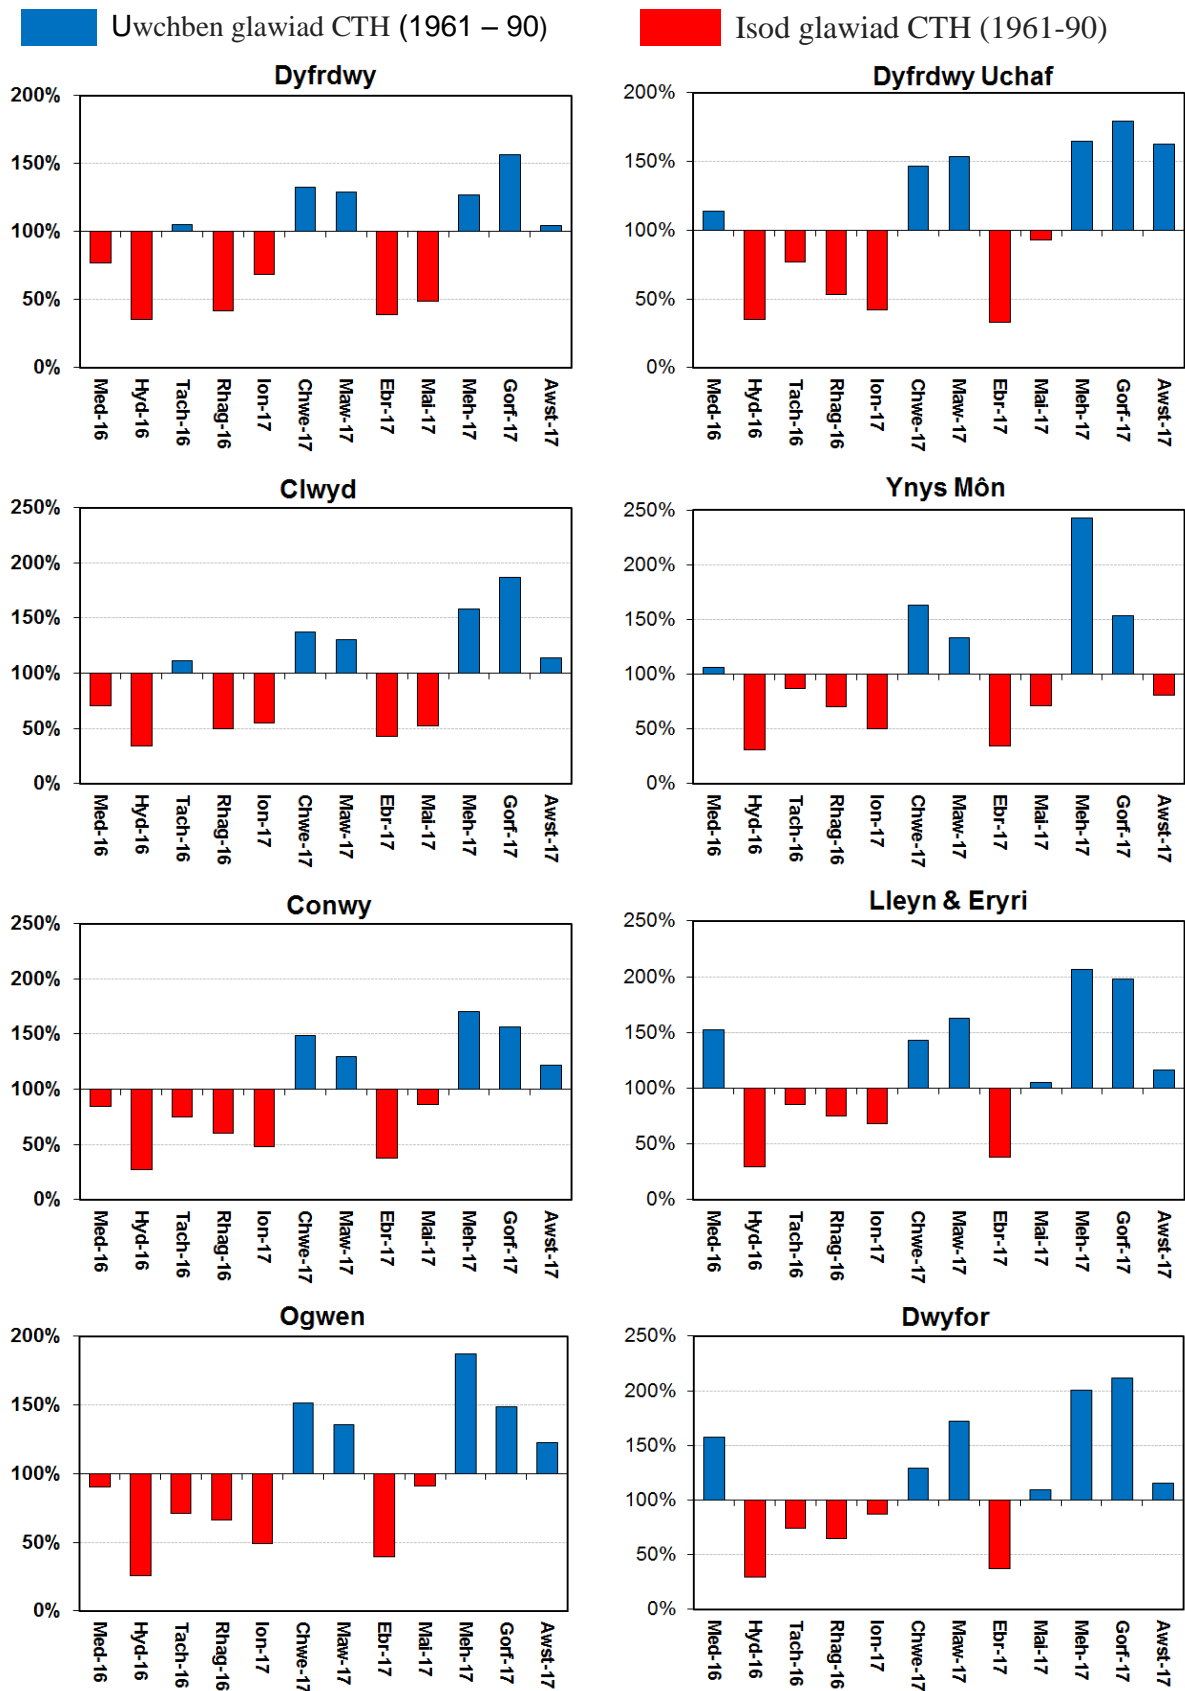 Uwchben glawiad CTH (1961 – 90)
Isod glawiad CTH (1961-90)
Dyfrdwy
200%
150%
100%
50%
0%
Med-16
Hyd-16
Tach-16
Rhag-16
Ion-17
Chwe-17
Maw-17
Ebr-17
Mai-17
Meh-17
Gorf-17
Awst-17
Dyfrdwy Uchaf
200%
150%
100%
50%
0%
Med-16
Hyd-16
Tach-16
Rhag-16
Ion-17
Chwe-17
Maw-17
Ebr-17
Mai-17
Meh-17
Gorf-17
Awst-17
Clwyd
250%
200%
150%
100%
50%
0%
Med-16
Hyd-16
Tach-16
Rhag-16
Ion-17
Chwe-17
Maw-17
Ebr-17
Mai-17
Meh-17
Gorf-17
Awst-17
Ynys Môn
250%
200%
150%
100%
50%
0%
Med-16
Hyd-16
Tach-16
Rhag-16
Ion-17
Chwe-17
Maw-17
Ebr-17
Mai-17
Meh-17
Gorf-17
Awst-17
Conwy
250%
200%
150%
100%
50%
0%
Med-16
Hyd-16
Tach-16
Rhag-16
Ion-17
Chwe-17
Maw-17
Ebr-17
Mai-17
Meh-17
Gorf-17
Awst-17
Lleyn & Eryri
250%
200%
150%
100%
50%
0%
Med-16
Hyd-16
Tach-16
Rhag-16
Ion-17
Chwe-17
Maw-17
Ebr-17
Mai-17
Meh-17
Gorf-17
Awst-17
Ogwen
200%
150%
100%
50%
0%
Med-16
Hyd-16
Tach-16
Rhag-16
Ion-17
Chwe-17
Maw-17
Ebr-17
Mai-17
Meh-17
Gorf-17
Awst-17
Dwyfor
250%
200%
150%
100%
50%
0%
Med-16
Hyd-16
Tach-16
Rhag-16
Ion-17
Chwe-17
Maw-17
Ebr-17
Mai-17
Meh-17
Gorf-17
Awst-17